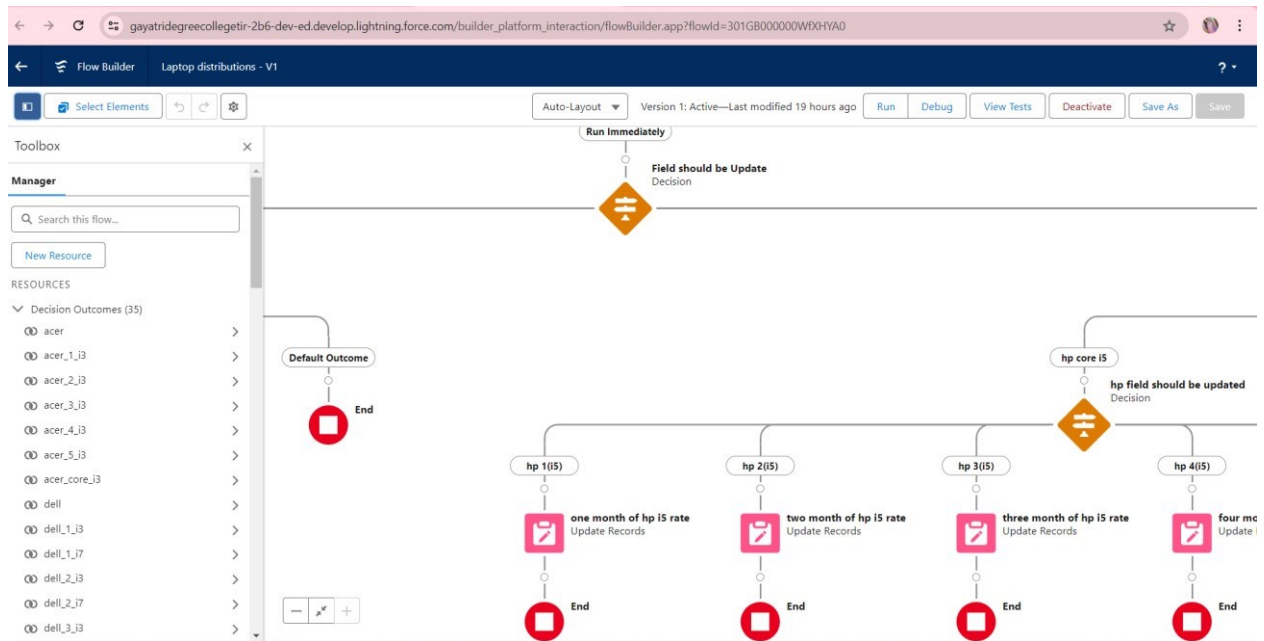 gayatridegreecollegetir-2b6-dev-ed.develop.lightning.force.com/builder_platform_interaction/flowBuilder.app?flowId=301GB000000WfXHYA0
Flow Builder Laptop distributions - V1 ?
Select Elements Auto-Layout Version 1: Active—Last modified 19 hours ago Run Debug View Tests Deactivate Save As Save
Toolbox
Manager
Search this flow...
New Resource
RESOURCES
Decision Outcomes (35)
acer
acer_1_i3
acer_2_i3
acer_3_i3
acer_4_i3
acer_5_i3
acer_core_i3
dell
dell_1_i3
dell_1_i7
dell_2_i3
dell_2_i7
dell_3_i3
Run Immediately
Field should be Update
Decision
Default Outcome
End
hp core i5
hp field should be updated
Decision
hp 1(i5)
hp 2(i5)
hp 3(i5)
hp 4(i5)
one month of hp i5 rate
Update Records
two month of hp i5 rate
Update Records
three month of hp i5 rate
Update Records
four mo
Update
End
End
End
End